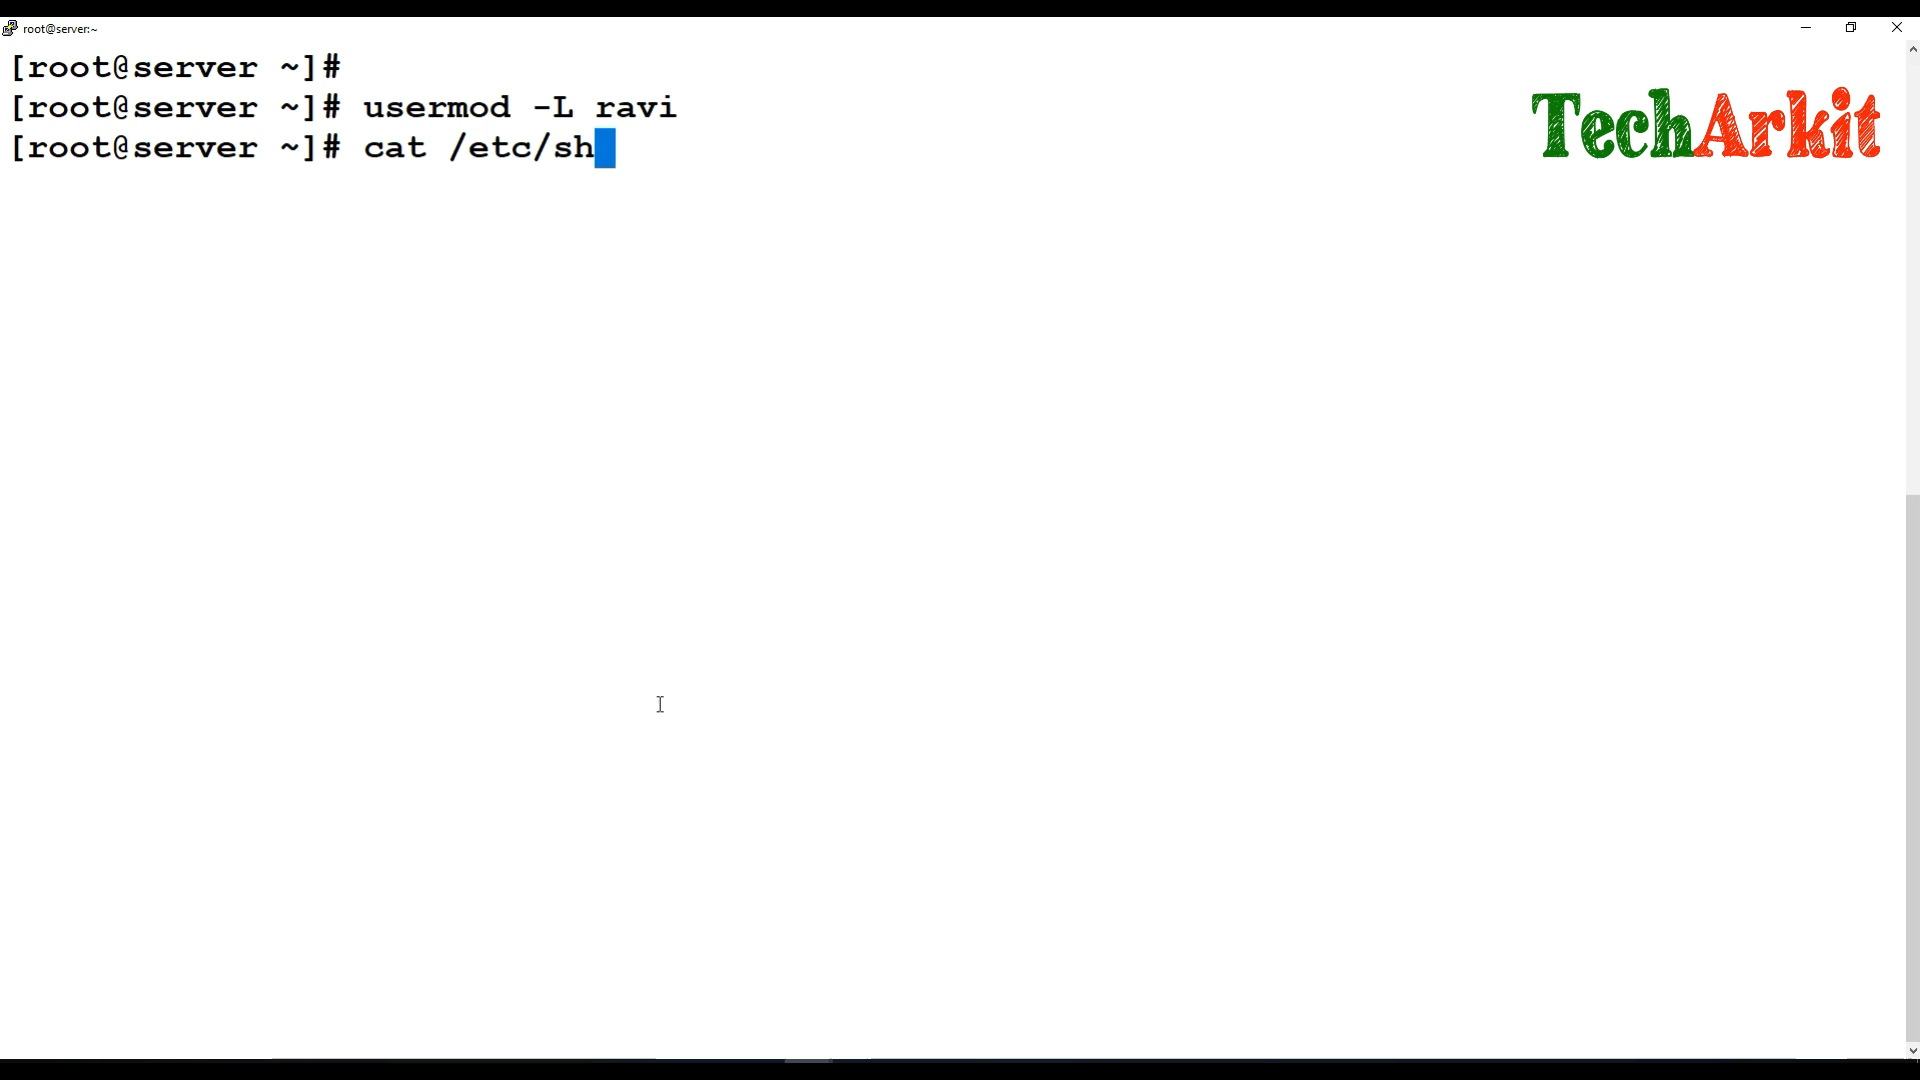 root@server:~
[root@server ~]#
[root@server ~]# usermod -L ravi
[root@server ~]# cat /etc/sh
TechArkit